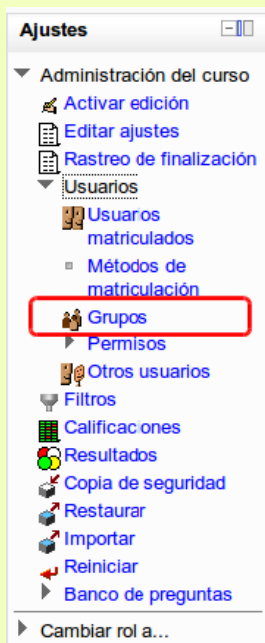 Ajustes
Administración del curso
Activar edición
Editar ajustes
Rastreo de finalización
Usuarios
Usuarios
matriculados
Métodos de
matriculación
Grupos
Permisos
Otros usuarios
Filtros
Calificaciones
Resultados
Copia de seguridad
Restaurar
Importar
Reiniciar
Banco de preguntas
Cambiar rol a...